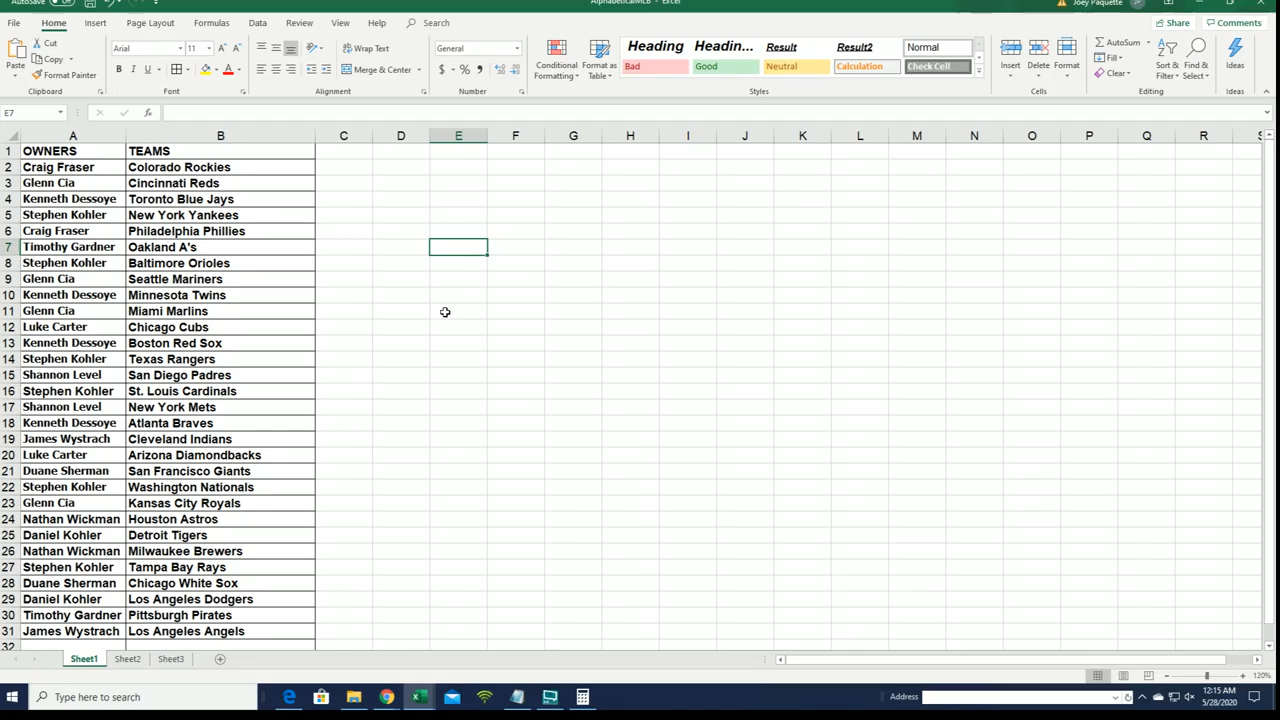 AutoSave Off AlphabeticalMLB - Excel Joey Paquette
File Home Insert Page Layout Formulas Data Review View Help Search Share Comments
Paste Cut Copy Format Painter Clipboard
Arial 11 B I U A Font
Wrap Text Merge & Center Alignment
General $ % , Number
Conditional Formatting Format as Table
Heading Headin... Result Result2 Normal
Bad Good Neutral Calculation Check Cell
Styles
Insert Delete Format Cells
AutoSum Fill Clear Sort & Filter Find & Select Editing
Ideas Ideas
E7 fx
A B C D E F G H I J K L M N O P Q R S
1 OWNERS TEAMS
2 Craig Fraser Colorado Rockies
3 Glenn Cia Cincinnati Reds
4 Kenneth Dessoye Toronto Blue Jays
5 Stephen Kohler New York Yankees
6 Craig Fraser Philadelphia Phillies
7 Timothy Gardner Oakland A's
8 Stephen Kohler Baltimore Orioles
9 Glenn Cia Seattle Mariners
10 Kenneth Dessoye Minnesota Twins
11 Glenn Cia Miami Marlins
12 Luke Carter Chicago Cubs
13 Kenneth Dessoye Boston Red Sox
14 Stephen Kohler Texas Rangers
15 Shannon Level San Diego Padres
16 Stephen Kohler St. Louis Cardinals
17 Shannon Level New York Mets
18 Kenneth Dessoye Atlanta Braves
19 James Wystrach Cleveland Indians
20 Luke Carter Arizona Diamondbacks
21 Duane Sherman San Francisco Giants
22 Stephen Kohler Washington Nationals
23 Glenn Cia Kansas City Royals
24 Nathan Wickman Houston Astros
25 Daniel Kohler Detroit Tigers
26 Nathan Wickman Milwaukee Brewers
27 Stephen Kohler Tampa Bay Rays
28 Duane Sherman Chicago White Sox
29 Daniel Kohler Los Angeles Dodgers
30 Timothy Gardner Pittsburgh Pirates
31 James Wystrach Los Angeles Angels
32
Sheet1 Sheet2 Sheet3
120%
Type here to search Address 12:15 AM
5/28/2020